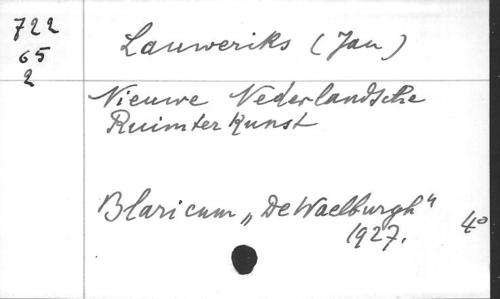 722
65
2
Lauweriks (Jan)
Nieuwe Nederlandsche
Ruimterkunst
Blaricum „De Waelburgh"
1927.
4°